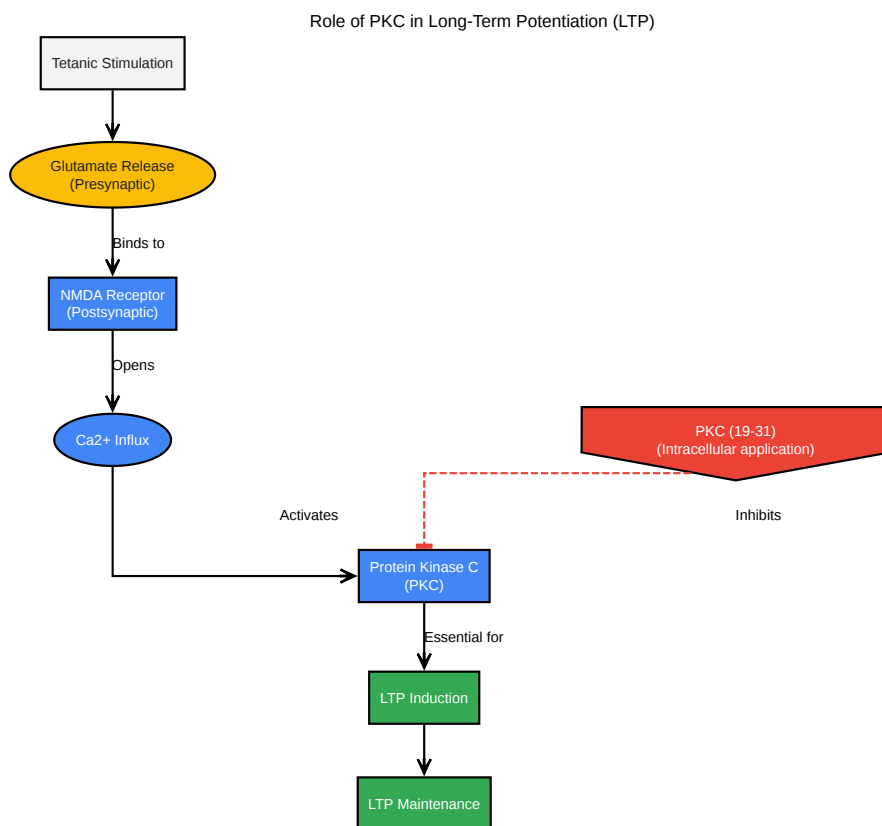 Role of PKC in Long-Term Potentiation (LTP)
Tetanic Stimulation
Glutamate Release
(Presynaptic)
Binds to
NMDA Receptor
(Postsynaptic)
Opens
Ca2+ Influx
PKC (19-31)
(Intracellular application)
Activates
Inhibits
Protein Kinase C
(PKC)
Essential for
LTP Induction
LTP Maintenance